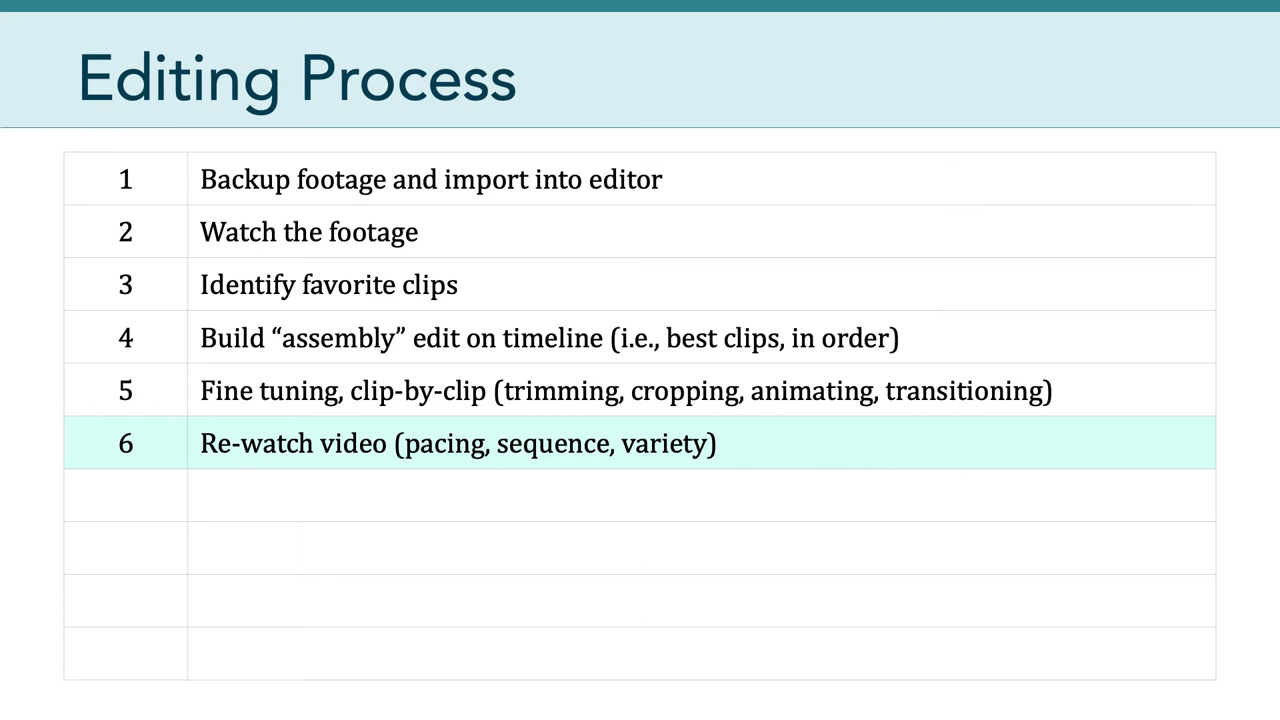 Editing Process
1 Backup footage and import into editor
2 Watch the footage
3 Identify favorite clips
4 Build “assembly” edit on timeline (i.e., best clips, in order)
5 Fine tuning, clip-by-clip (trimming, cropping, animating, transitioning)
6 Re-watch video (pacing, sequence, variety)